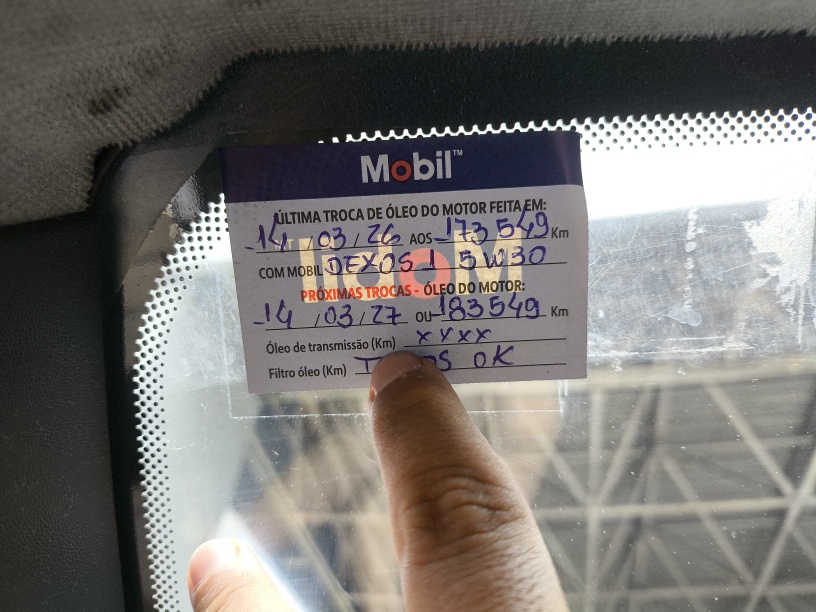 Mobil™
ÚLTIMA TROCA DE ÓLEO DO MOTOR FEITA EM:
14 / 03 / 26 AOS 173549 Km
COM MOBIL DEXOS 1 5W30
PRÓXIMAS TROCAS - ÓLEO DO MOTOR:
14 / 03 / 27 OU 183549 Km
Óleo de transmissão (Km) xxxx
Filtro óleo (Km) OK